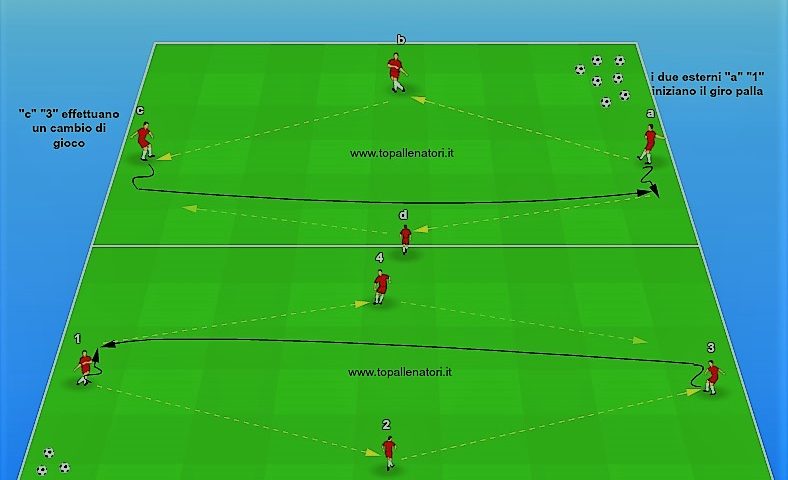 b
i due esterni "a" "1"
iniziano il giro palla
"c" "3" effettuano
un cambio di
gioco
c
a
www.topallenatori.it
d
4
1
3
www.topallenatori.it
2